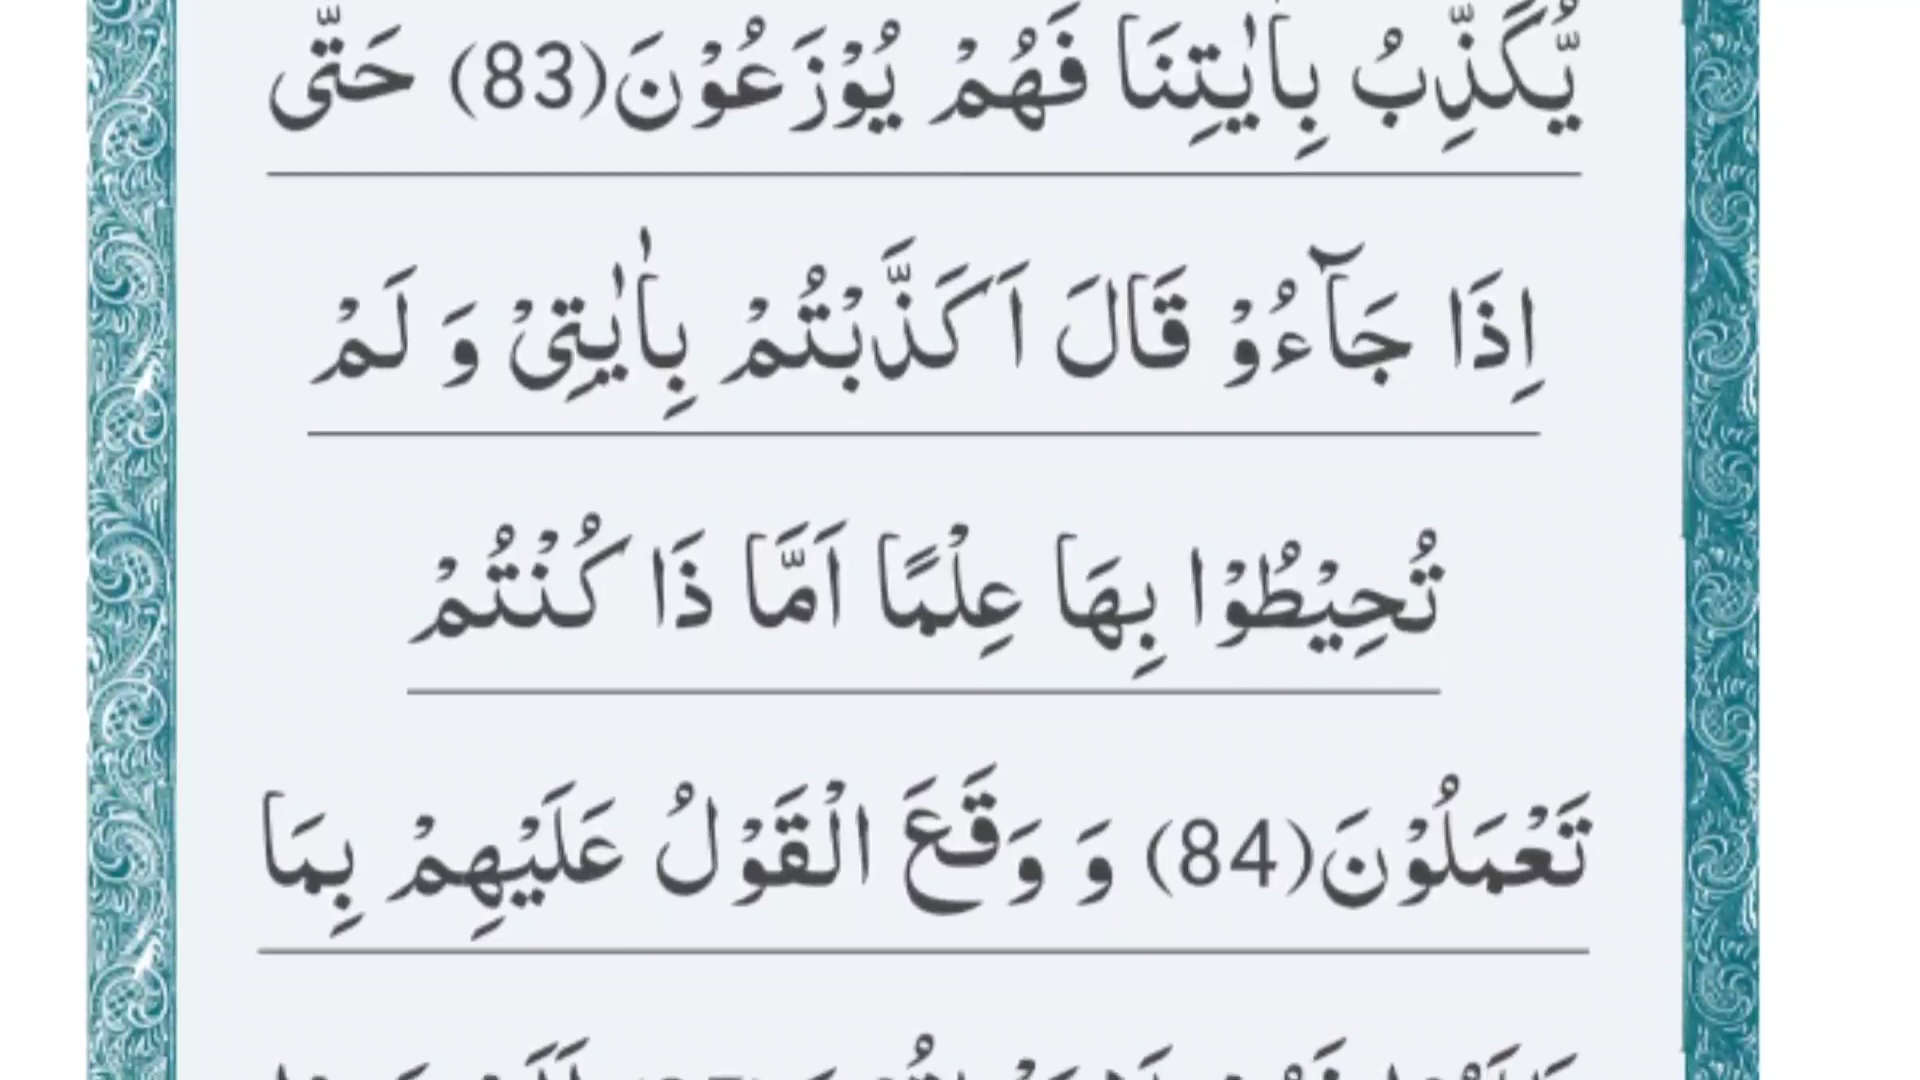 یُّكَذِّبُ بِاٰیٰتِنَا فَهُمْ یُوْزَعُوْنَ(83) حَتّٰۤى
اِذَا جَآءُوْ قَالَ اَكَذَّبْتُمْ بِاٰیٰتِیْ وَ لَمْ
تُحِیْطُوْا بِهَا عِلْمًا اَمَّا ذَا كُنْتُمْ
تَعْمَلُوْنَ(84) وَ وَقَعَ الْقَوْلُ عَلَیْهِمْ بِمَا